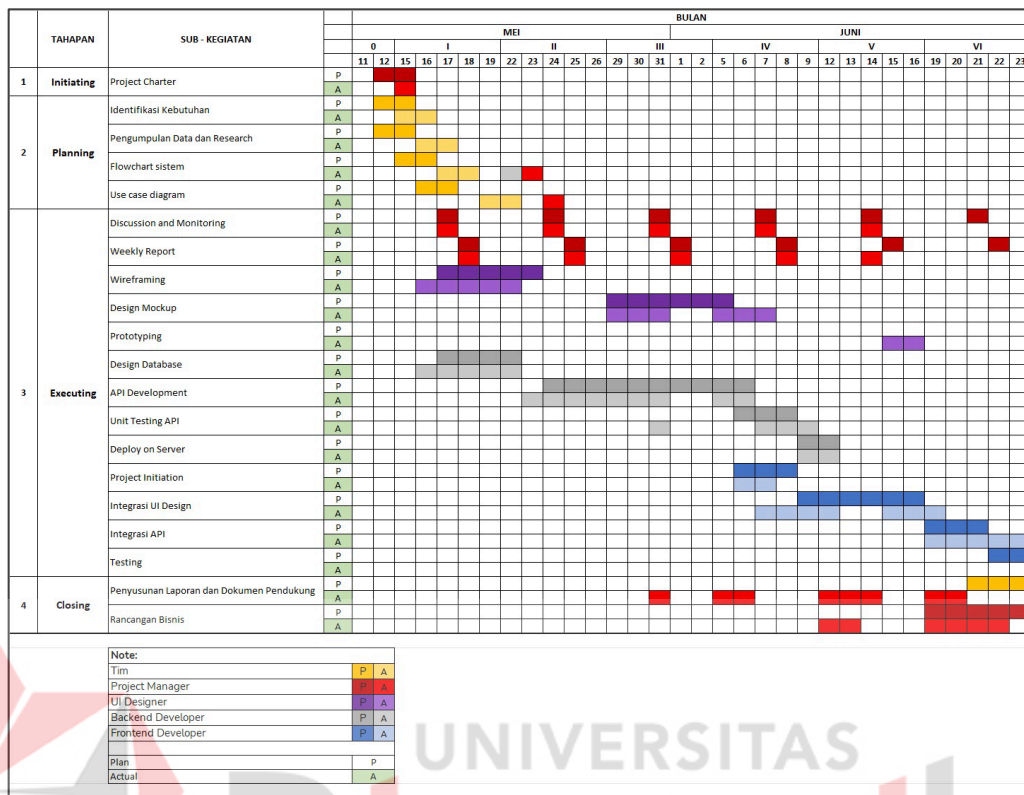 BULAN
TAHAPAN SUB - KEGIATAN MEI JUNI
0 I II III IV V VI
11 12 15 16 17 18 19 22 23 24 25 26 29 30 31 1 2 5 6 7 8 9 12 13 14 15 16 19 20 21 22 23
1 Initiating Project Charter P
A
2 Planning Identifikasi Kebutuhan P
A
Pengumpulan Data dan Research P
A
Flowchart sistem P
A
Use case diagram P
A
3 Executing Discussion and Monitoring P
A
Weekly Report P
A
Wireframing P
A
Design Mockup P
A
Prototyping P
A
Design Database P
A
API Development P
A
Unit Testing API P
A
Deploy on Server P
A
Project Initiation P
A
Integrasi UI Design P
A
Integrasi API P
A
Testing P
A
4 Closing Penyusunan Laporan dan Dokumen Pendukung P
A
Rancangan Bisnis P
A
Note:
Tim P A
Project Manager P A
UI Designer P A
Backend Developer P A
Frontend Developer P A
Plan P
Actual A
UNIVERSITAS